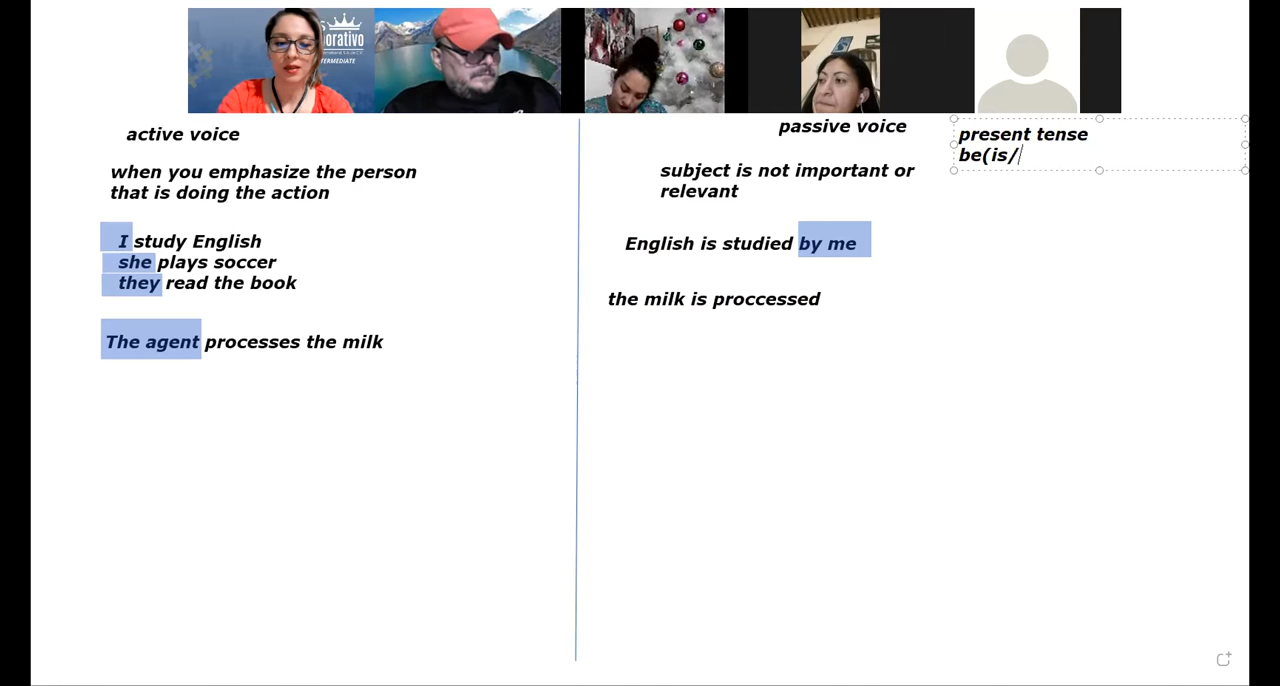 orativo
TERMEDIATE
active voice
when you emphasize the person
that is doing the action
I study English
she plays soccer
they read the book
The agent processes the milk
passive voice
subject is not important or
relevant
English is studied by me
the milk is proccessed
present tense
be(is/